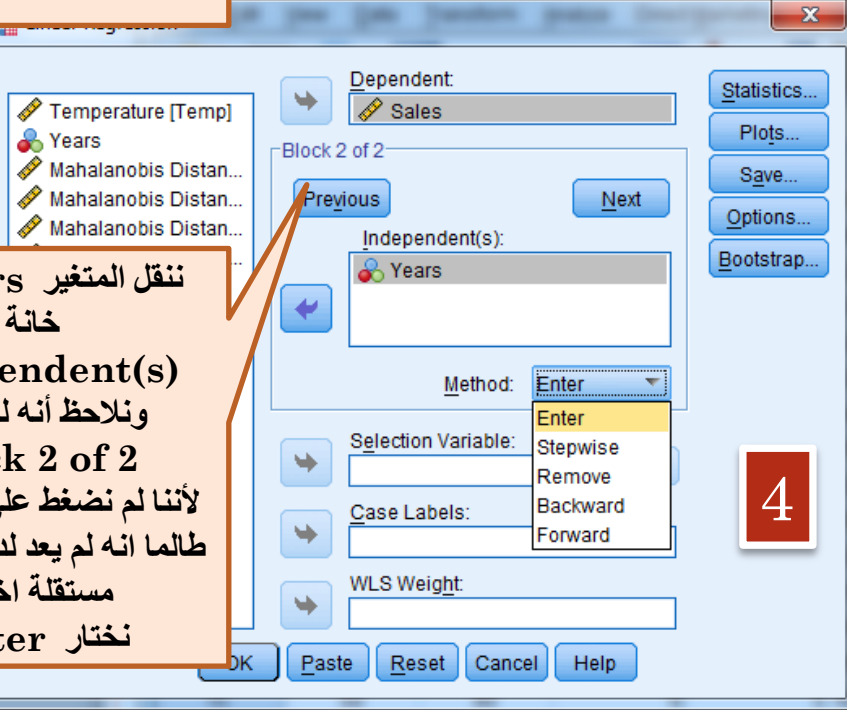 Dependent:
Sales
Statistics...
Plots...
Save...
Options...
Bootstrap...
Temperature [Temp]
Years
Mahalanobis Distan...
Mahalanobis Distan...
Mahalanobis Distan...
Block 2 of 2
Previous
Next
Independent(s):
Years
Method:
Enter
Enter
Stepwise
Remove
Backward
Forward
Selection Variable:
Case Labels:
WLS Weight:
Paste
Reset
Cancel
Help
ننقل المتغير
خانة
endent(s)
ونلاحظ أنه
2 of 2
لأننا لم نضغط
طالما انه لم يعد
مستقلة
نختار
4